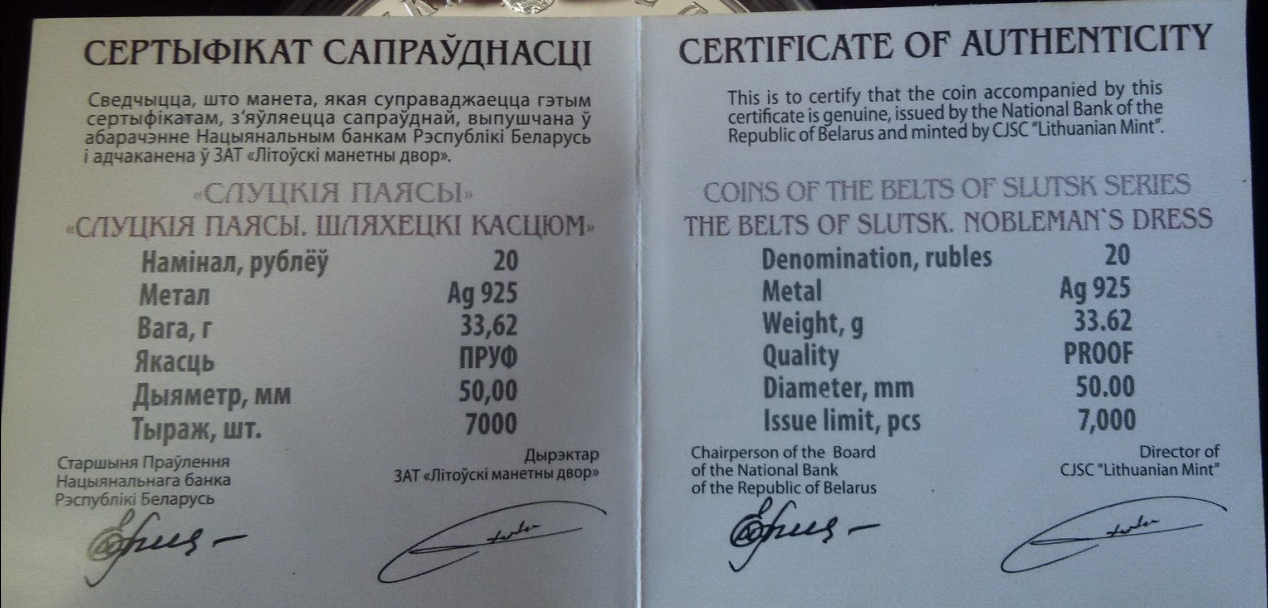 СЕРТЫФІКАТ САПРАЎДНАСЦІ
Сведчыцца, што манета, якая суправаджаецца гэтым
сертыфікатам, з'яўляецца сапраўднай, выпушчана ў
абарачэнне Нацыянальным банкам Рэспублікі Беларусь
і адчаканена ў ЗАТ «Літоўскі манетны двор».
«СЛУЦКІЯ ПАЯСЫ»
«СЛУЦКІЯ ПАЯСЫ. ШЛЯХЕЦКІ КАСЦЮМ»
Намінал, рублёў 20
Метал Ag 925
Вага, г 33,62
Якасць ПРУФ
Дыяметр, мм 50,00
Тыраж, шт. 7000
Старшыня Праўлення
Нацыянальнага банка
Рэспублікі Беларусь
Дырэктар
ЗАТ «Літоўскі манетны двор»
CERTIFICATE OF AUTHENTICITY
This is to certify that the coin accompanied by this
certificate is genuine, issued by the National Bank of the
Republic of Belarus and minted by CJSC "Lithuanian Mint".
COINS OF THE BELTS OF SLUTSK SERIES
THE BELTS OF SLUTSK. NOBLEMAN`S DRESS
Denomination, rubles 20
Metal Ag 925
Weight, g 33.62
Quality PROOF
Diameter, mm 50.00
Issue limit, pcs 7,000
Chairperson of the Board
of the National Bank
of the Republic of Belarus
Director of
CJSC "Lithuanian Mint"